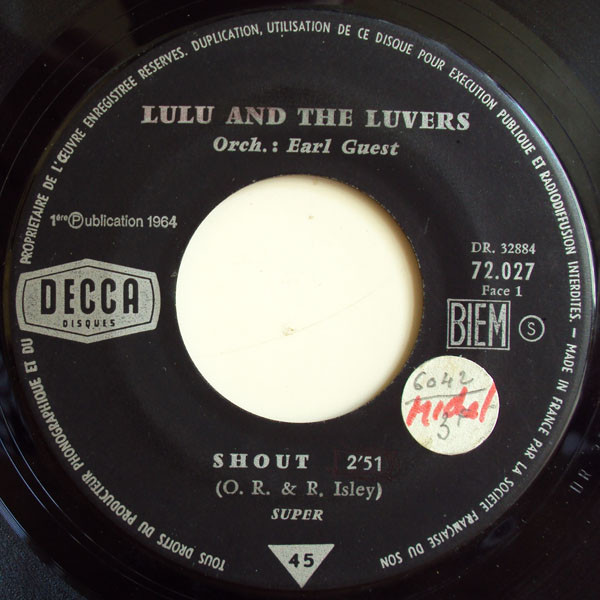 PROPRIETAIRE DE L'ŒUVRE ENREGISTREE RESERVES. DUPLICATION, UTILISATION DE CE DISQUE POUR EXECUTION PUBLIQUE ET RADIODIFFUSION INTERDITES – MADE IN FRANCE PAR LA SOCIETE FRANÇAISE DU SON
LULU AND THE LUVERS
Orch.: Earl Guest
1ère Ⓟublication 1964
DR. 32884
72.027
Face 1
DECCA
DISQUES
BIEM S
6042
Michel
3
SHOUT 2'51
(O. R. & R. Isley)
SUPER
45
TOUS DROITS DU PRODUCTEUR PHONOGRAPHIQUE ET DU